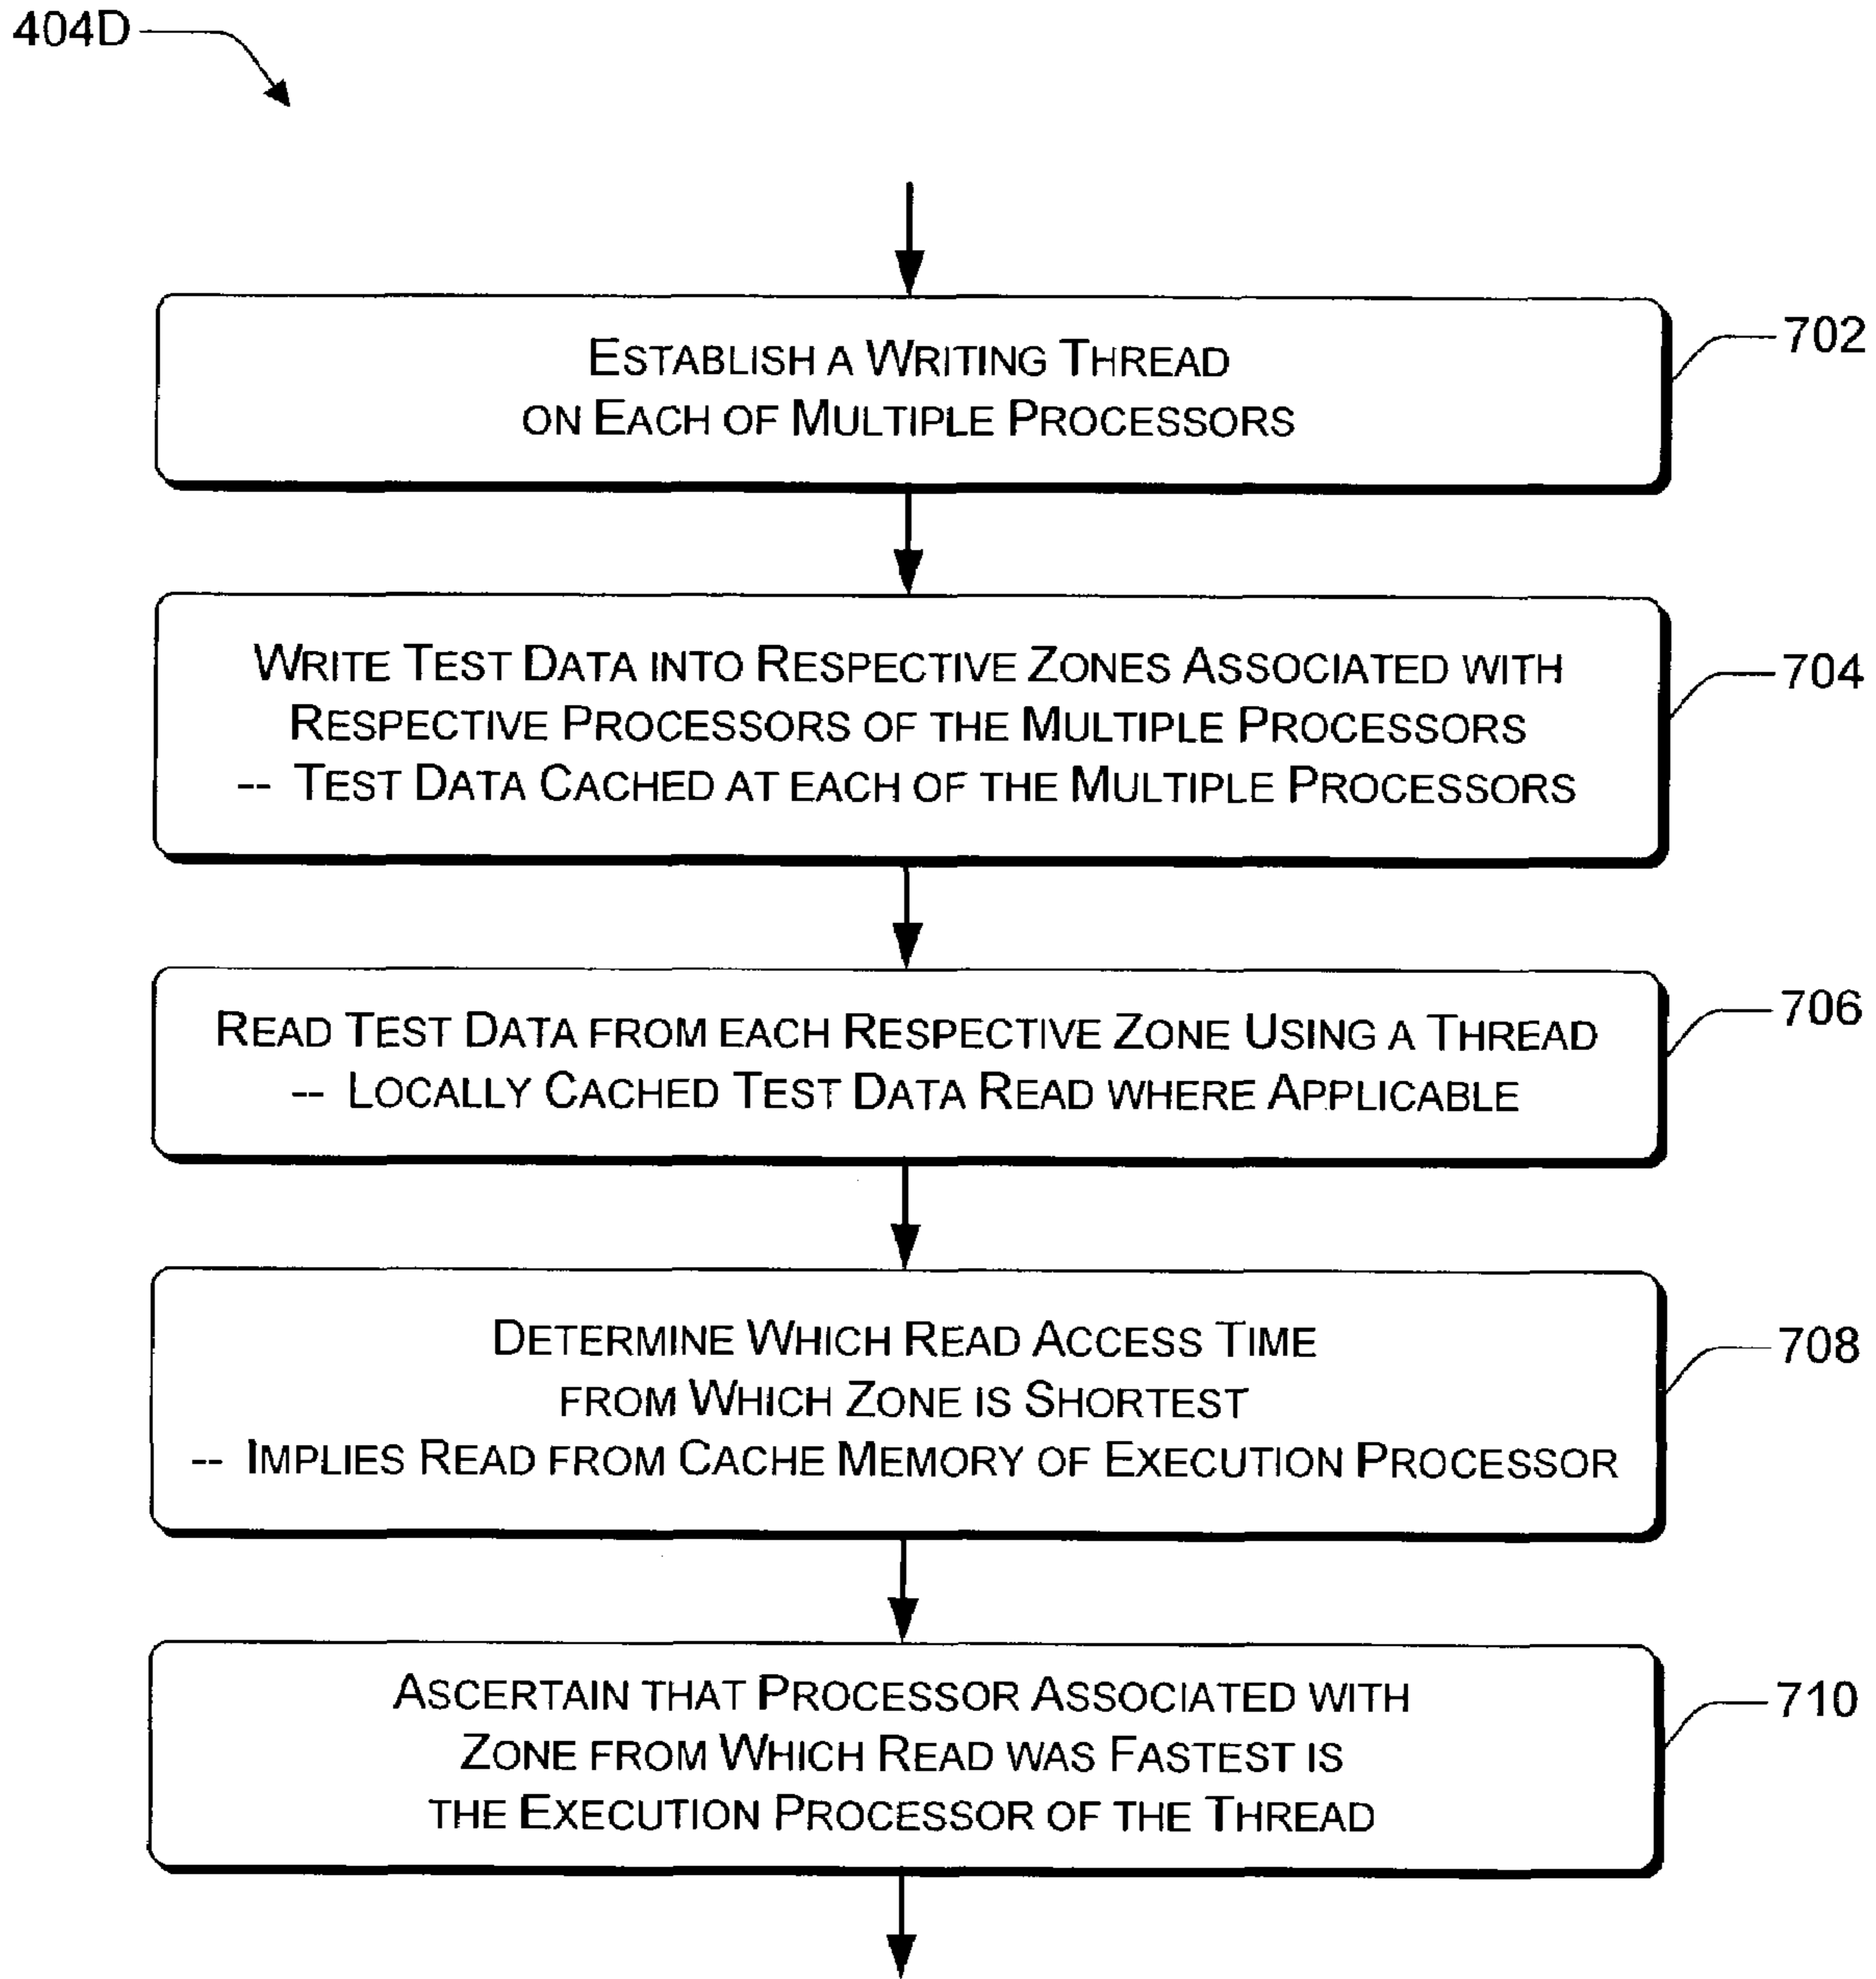 404D
ESTABLISH A WRITING THREAD
ON EACH OF MULTIPLE PROCESSORS
702
WRITE TEST DATA INTO RESPECTIVE ZONES ASSOCIATED WITH
RESPECTIVE PROCESSORS OF THE MULTIPLE PROCESSORS
-- TEST DATA CACHED AT EACH OF THE MULTIPLE PROCESSORS
704
READ TEST DATA FROM EACH RESPECTIVE ZONE USING A THREAD
-- LOCALLY CACHED TEST DATA READ WHERE APPLICABLE
706
DETERMINE WHICH READ ACCESS TIME
FROM WHICH ZONE IS SHORTEST
-- IMPLIES READ FROM CACHE MEMORY OF EXECUTION PROCESSOR
708
ASCERTAIN THAT PROCESSOR ASSOCIATED WITH
ZONE FROM WHICH READ WAS FASTEST IS
THE EXECUTION PROCESSOR OF THE THREAD
710